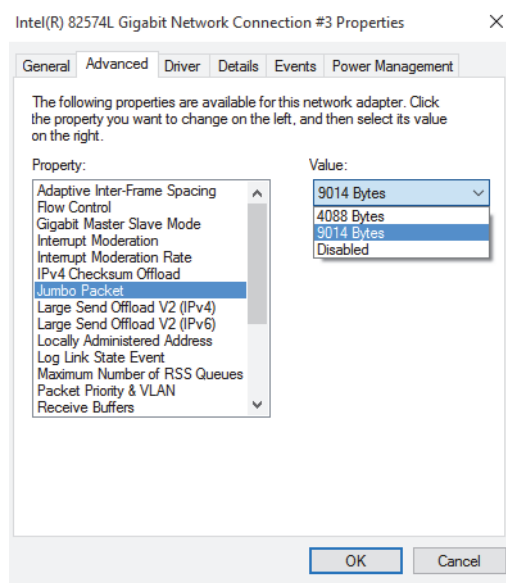 Intel(R) 82574L Gigabit Network Connection #3 Properties
General Advanced Driver Details Events Power Management
The following properties are available for this network adapter. Click
the property you want to change on the left, and then select its value
on the right.
Property:
Adaptive Inter-Frame Spacing
Flow Control
Gigabit Master Slave Mode
Interrupt Moderation
Interrupt Moderation Rate
IPv4 Checksum Offload
Jumbo Packet
Large Send Offload V2 (IPv4)
Large Send Offload V2 (IPv6)
Locally Administered Address
Log Link State Event
Maximum Number of RSS Queues
Packet Priority & VLAN
Receive Buffers
Value:
9014 Bytes
4088 Bytes
9014 Bytes
Disabled
OK Cancel